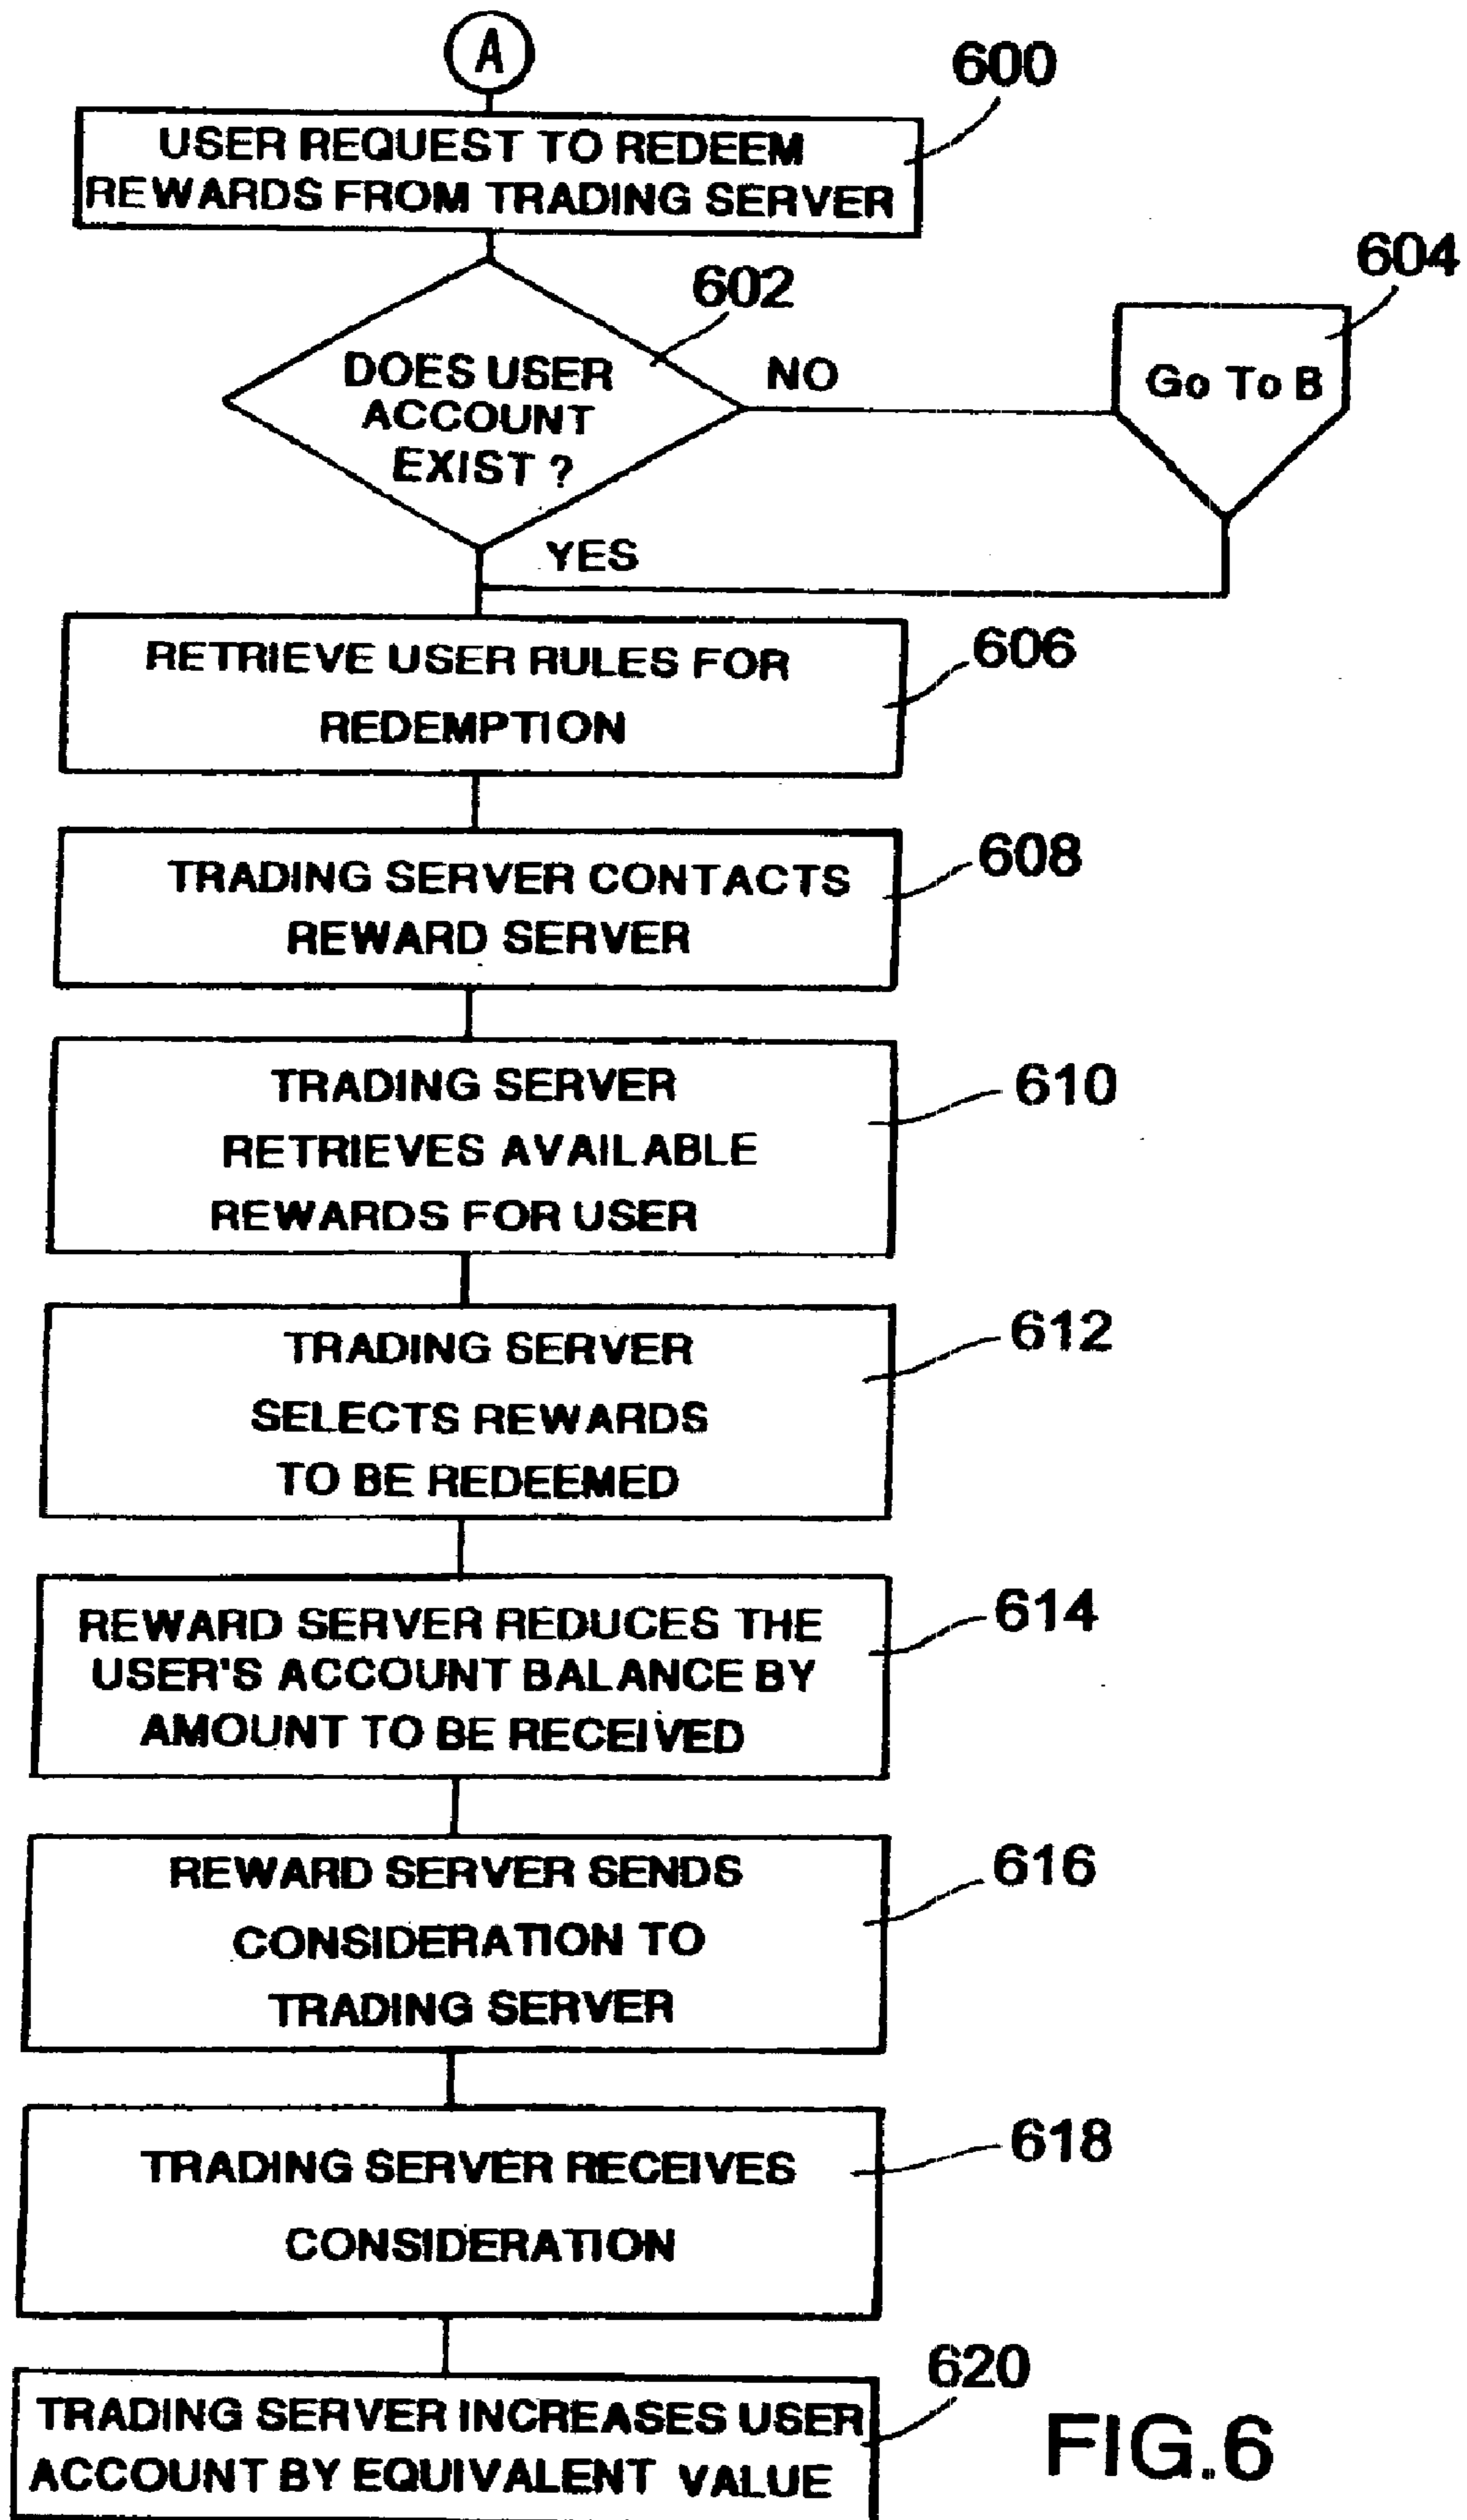 A
600
USER REQUEST TO REDEEM
REWARDS FROM TRADING SERVER
602
604
DOES USER
ACCOUNT
EXIST ?
NO
Go To B
YES
606
RETRIEVE USER RULES FOR
REDEMPTION
608
TRADING SERVER CONTACTS
REWARD SERVER
610
TRADING SERVER
RETRIEVES AVAILABLE
REWARDS FOR USER
612
TRADING SERVER
SELECTS REWARDS
TO BE REDEEMED
614
REWARD SERVER REDUCES THE
USER'S ACCOUNT BALANCE BY
AMOUNT TO BE RECEIVED
616
REWARD SERVER SENDS
CONSIDERATION TO
TRADING SERVER
618
TRADING SERVER RECEIVES
CONSIDERATION
620
TRADING SERVER INCREASES USER
ACCOUNT BY EQUIVALENT VALUE
FIG.6